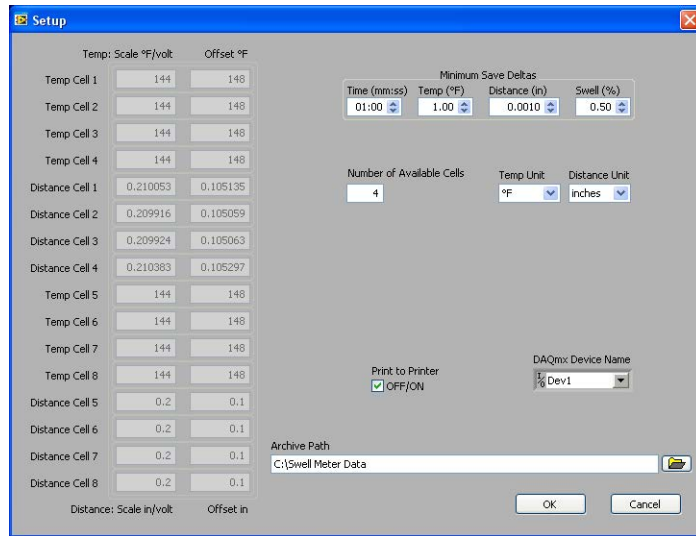 Setup
Temp: Scale °F/volt Offset °F
Temp Cell 1 144 148
Temp Cell 2 144 148
Temp Cell 3 144 148
Temp Cell 4 144 148
Distance Cell 1 0.210053 0.105135
Distance Cell 2 0.209916 0.105059
Distance Cell 3 0.209924 0.105063
Distance Cell 4 0.210383 0.105297
Temp Cell 5 144 148
Temp Cell 6 144 148
Temp Cell 7 144 148
Temp Cell 8 144 148
Distance Cell 5 0.2 0.1
Distance Cell 6 0.2 0.1
Distance Cell 7 0.2 0.1
Distance Cell 8 0.2 0.1
Distance: Scale in/volt Offset in
Minimum Save Deltas
Time (mm:ss) Temp (°F) Distance (in) Swell (%)
01:00 1.00 0.0010 0.50
Number of Available Cells Temp Unit Distance Unit
4 °F inches
Print to Printer
OFF/ON
DAQmx Device Name
I/O Dev1
Archive Path
C:\Swell Meter Data
OK Cancel